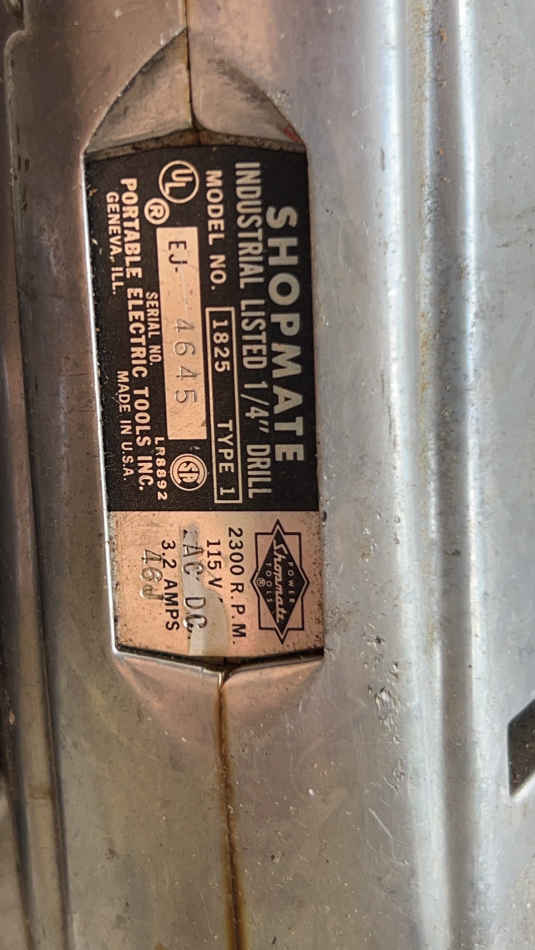 SHOPMATE
INDUSTRIAL LISTED 1/4" DRILL
MODEL NO. 1825 TYPE 1
UL
EJ- 4645
SA
®
SERIAL NO. LR8892
PORTABLE ELECTRIC TOOLS INC.
GENEVA, ILL. MADE IN U.S.A.
POWER
Shopmate
®
TOOLS
2300 R.P.M.
115 V
AC DC
3.2 AMPS